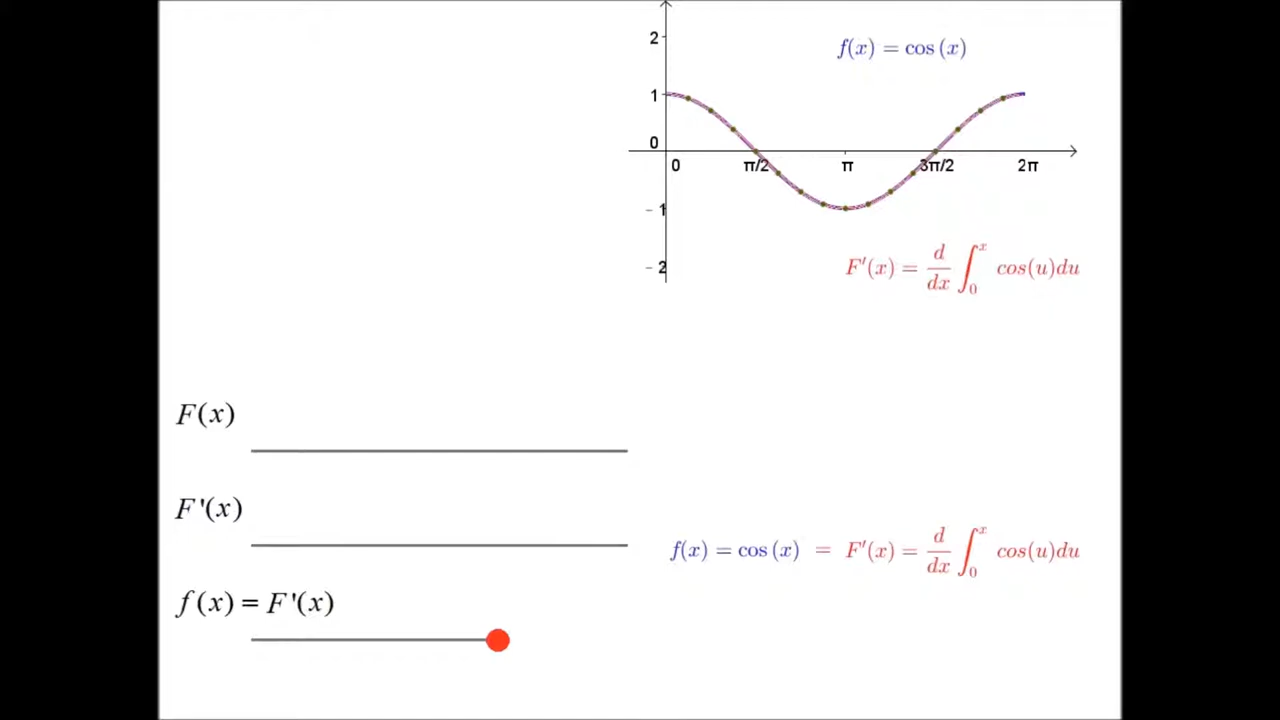 2
f(x) = cos (x)
1
0
0 π/2 π 3π/2 2π
− 1
F'(x) = d/dx ∫₀ˣ cos(u)du
− 2
F(x)
F'(x)
f(x) = cos (x) = F'(x) = d/dx ∫₀ˣ cos(u)du
f(x) = F'(x)